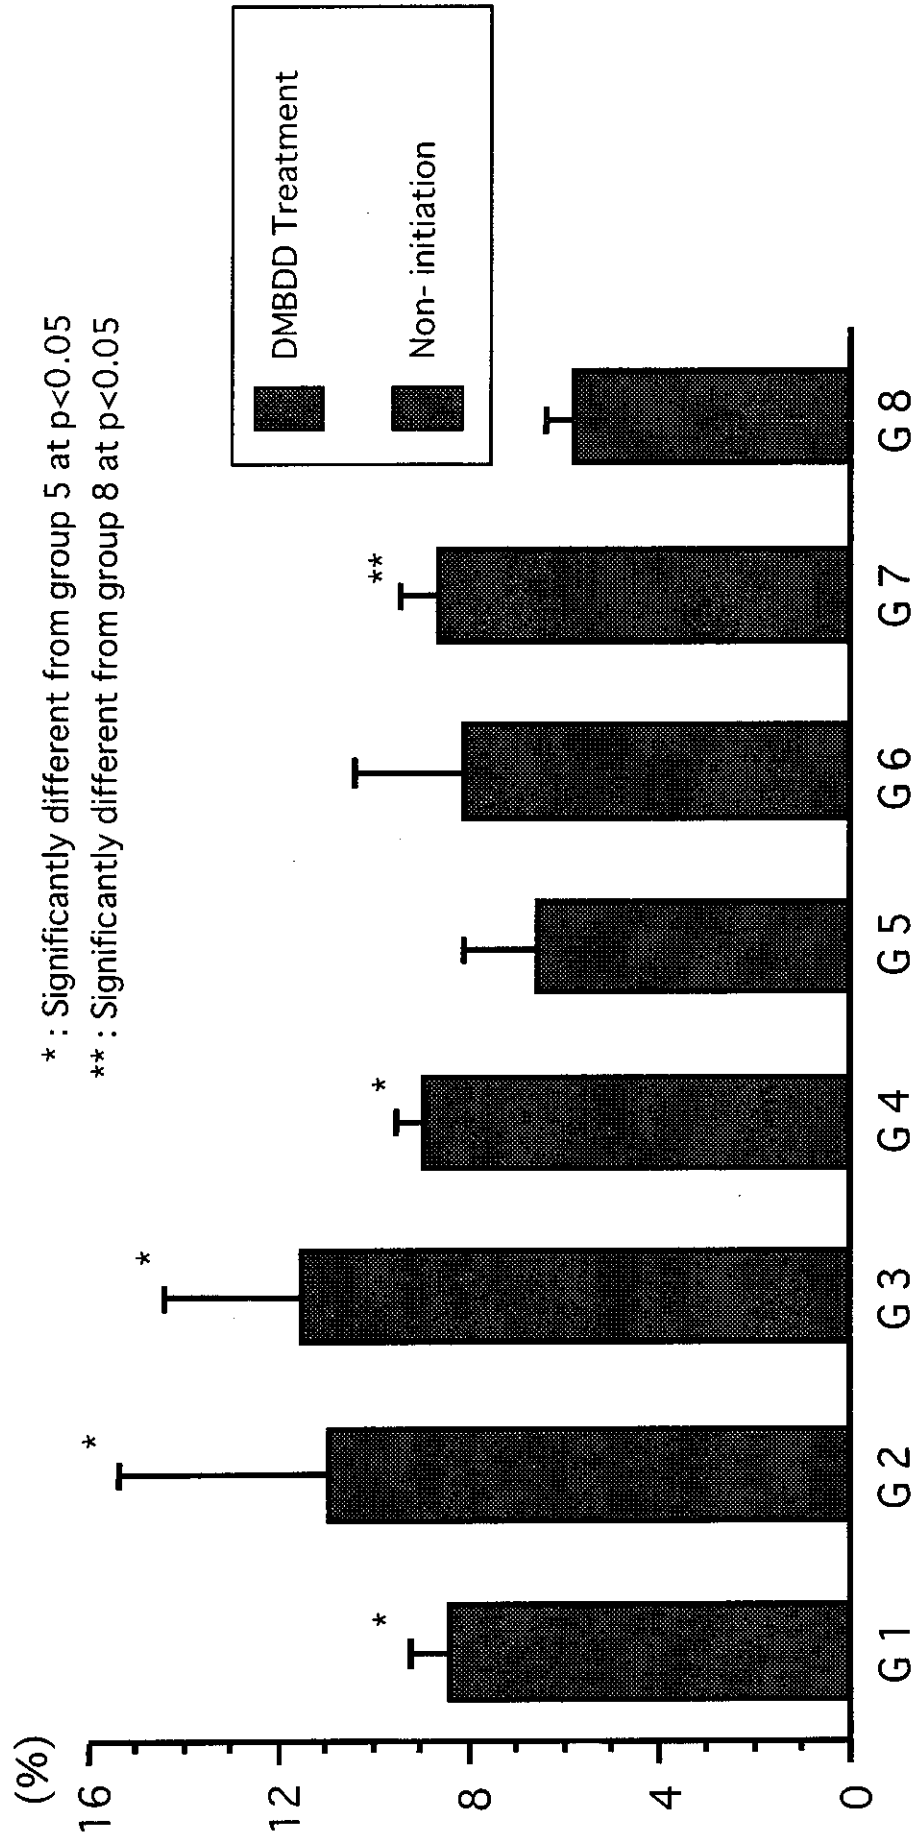 (%)
* : Significantly different from group 5 at p<0.05
** : Significantly different from group 8 at p<0.05
DMBDD Treatment
Non- initiation
16
12
8
4
0
*
*
*
*
**
G 1
G 2
G 3
G 4
G 5
G 6
G 7
G 8